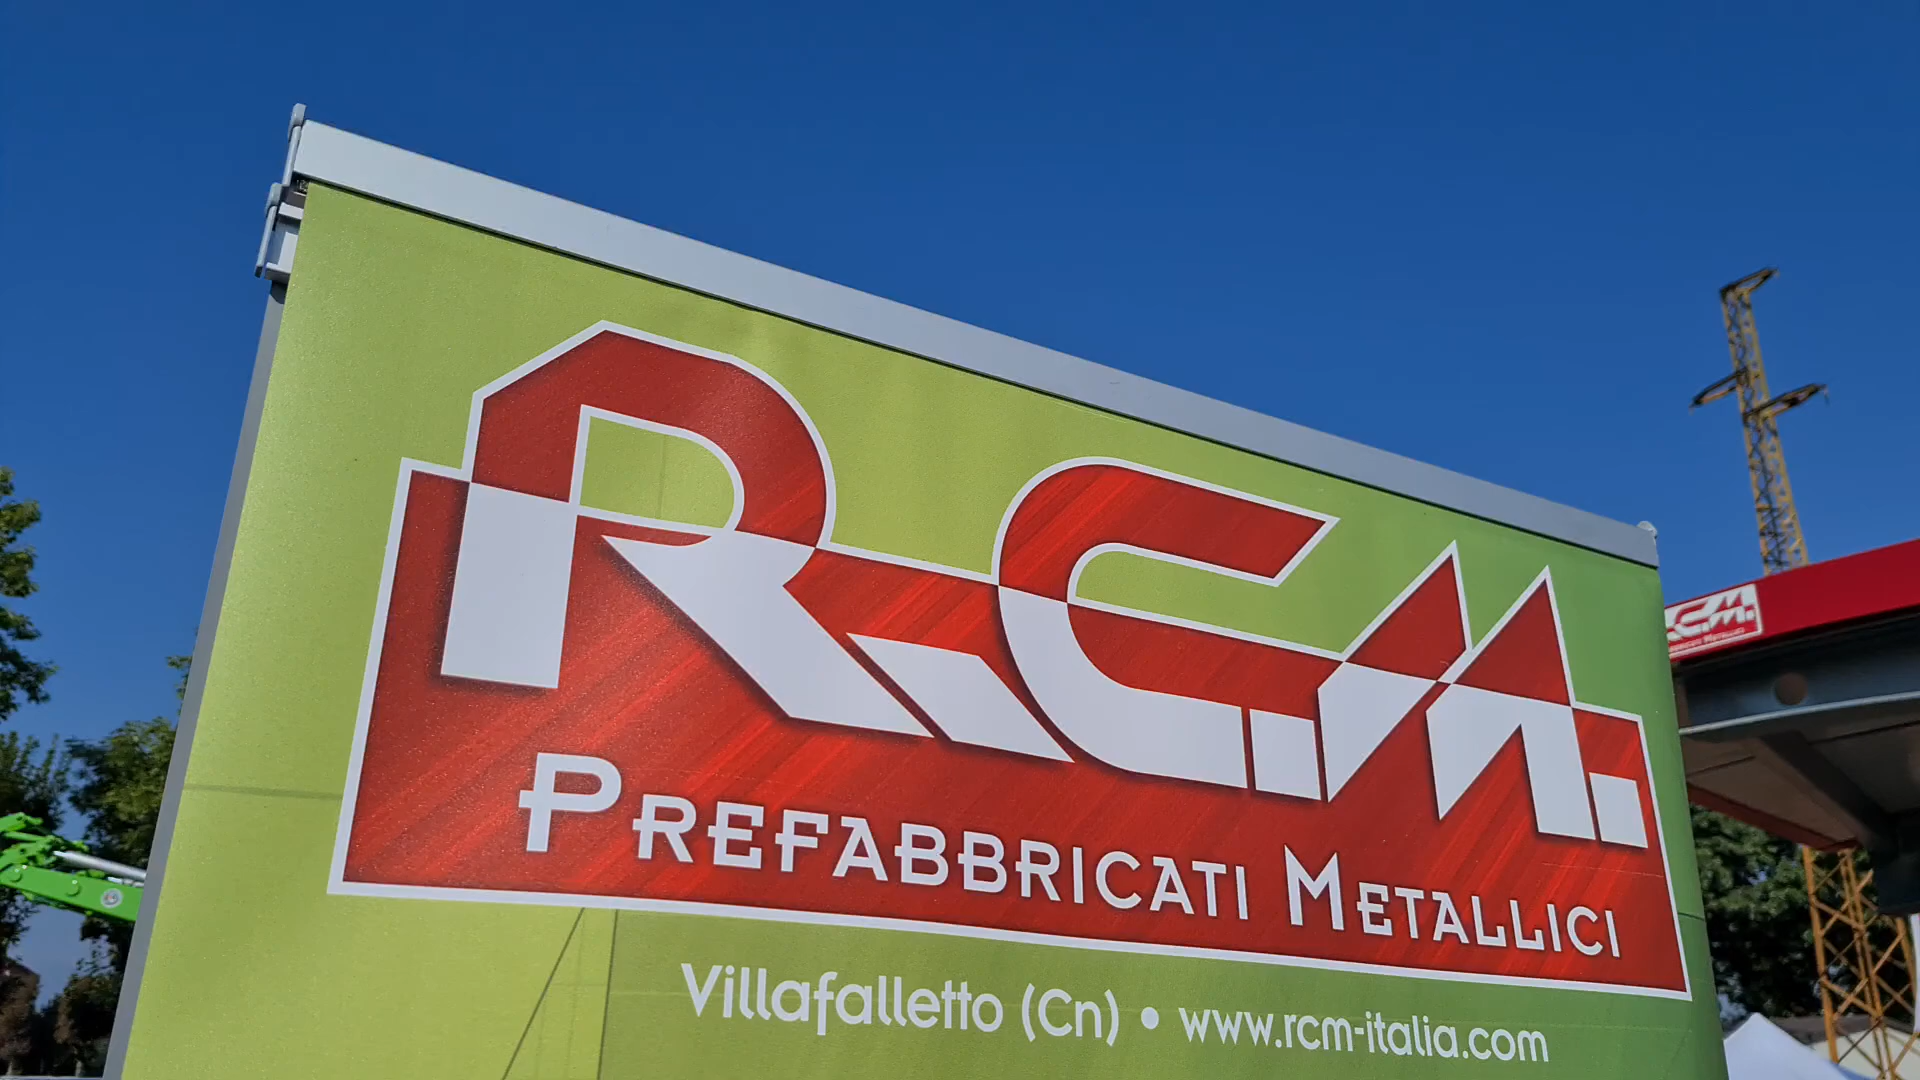 R.C.M.
PREFABBRICATI METALLICI
Villafalletto (Cn) • www.rcm-italia.com
R.C.M.